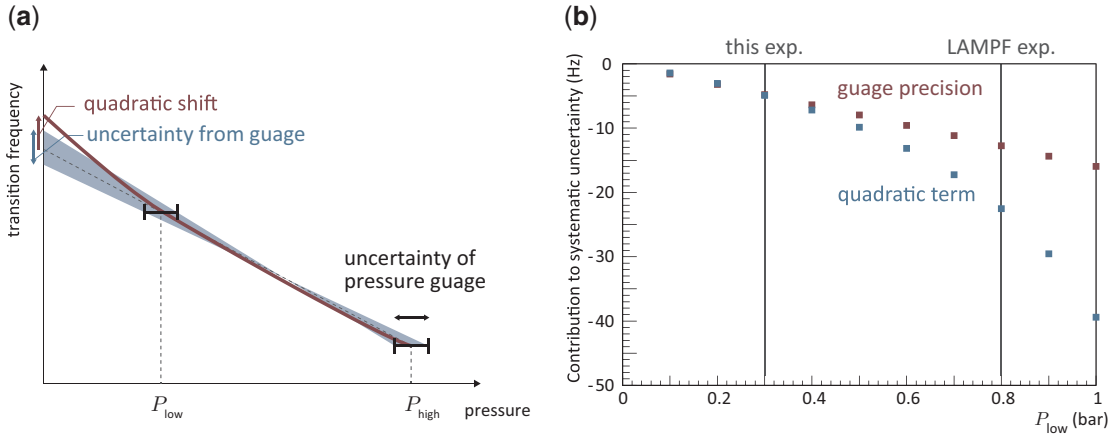 (a)
transition frequency
quadratic shift
uncertainty from guage
uncertainty of
pressure guage
P_low
P_high
pressure
(b)
this exp.
LAMPF exp.
Contribution to systematic uncertainty (Hz)
0
-10
-20
-30
-40
-50
guage precision
quadratic term
0
0.2
0.4
0.6
0.8
1
P_low (bar)